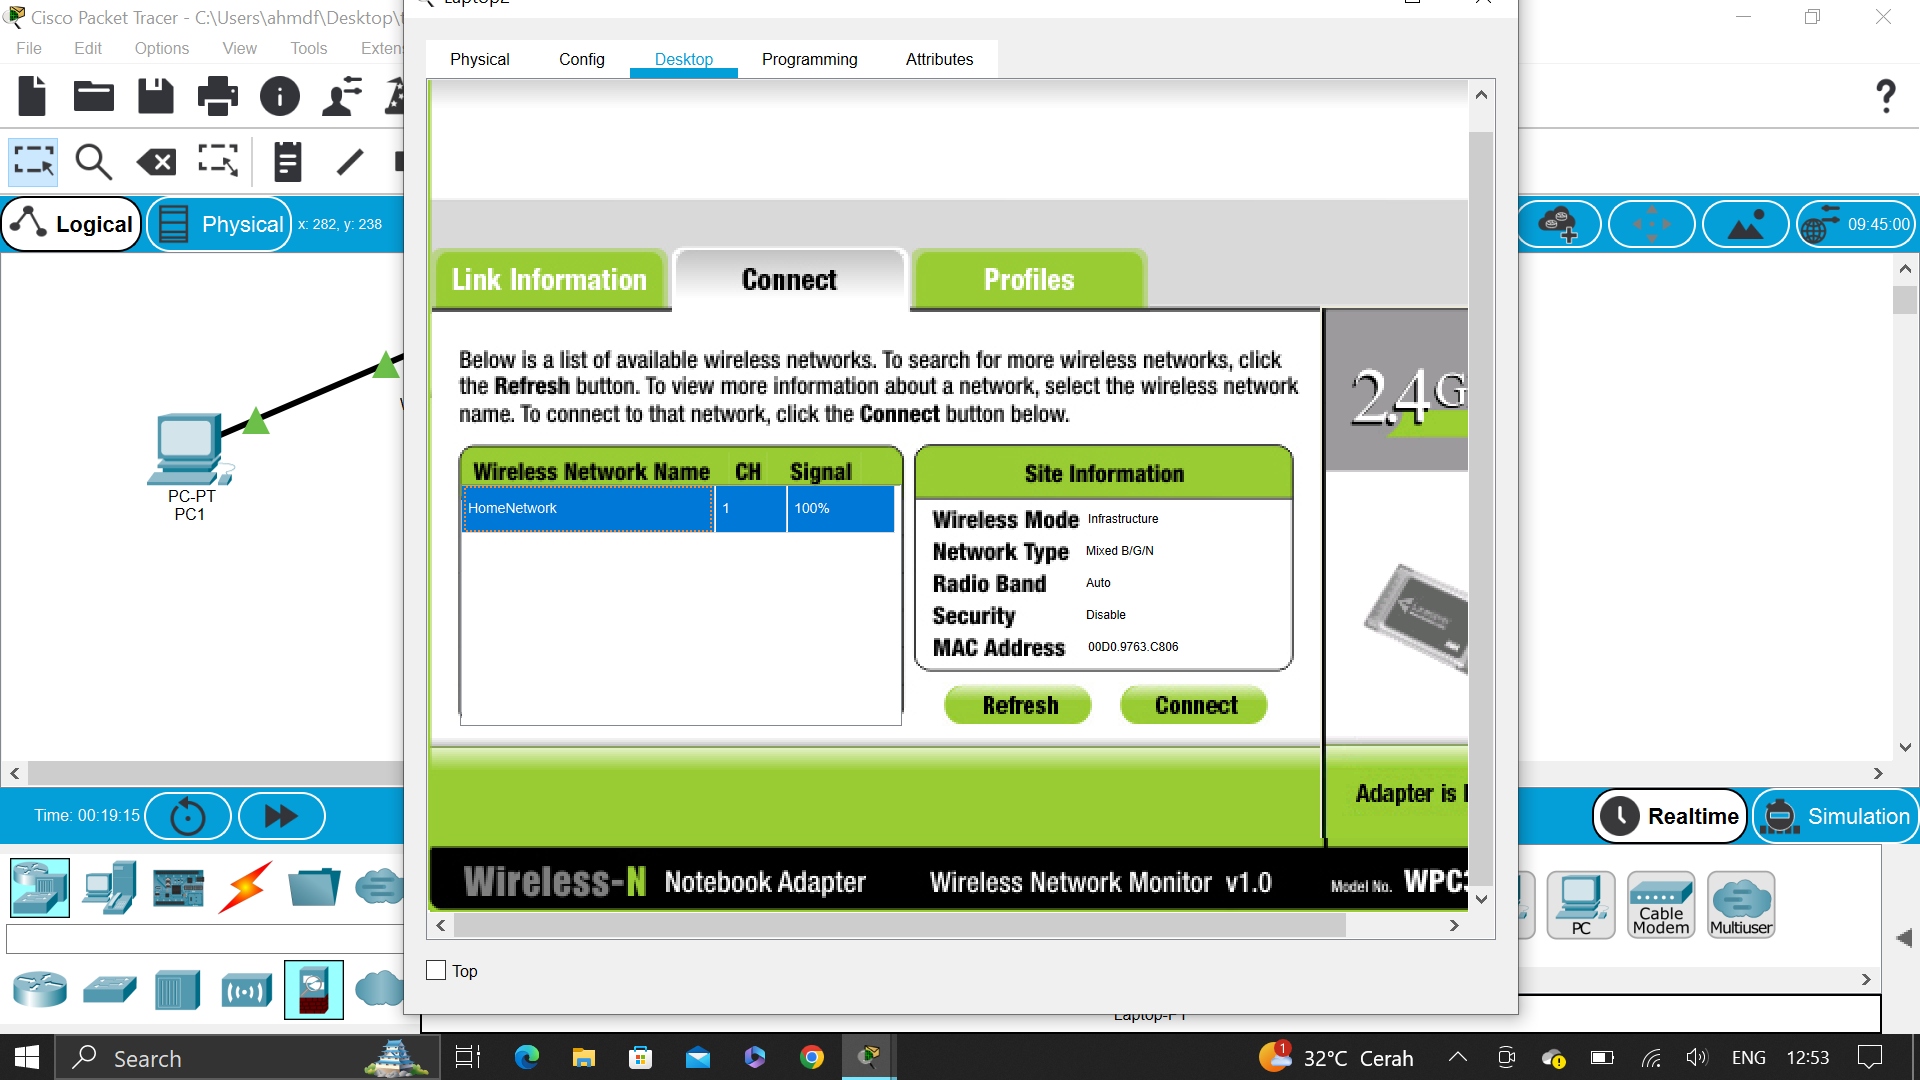 Cisco Packet Tracer - C:\Users\ahmdf\Desktop\
Laptop2
File Edit Options View Tools Exten
Physical Config Desktop Programming Attributes
Logical
Physical
x: 282, y: 238
09:45:00
Link Information
Connect
Profiles
Below is a list of available wireless networks. To search for more wireless networks, click
the Refresh button. To view more information about a network, select the wireless network
name. To connect to that network, click the Connect button below.
2.4G
Wireless Network Name CH Signal
HomeNetwork 1 100%
Site Information
Wireless Mode Infrastructure
Network Type Mixed B/G/N
Radio Band Auto
Security Disable
MAC Address 00D0.9763.C806
Refresh
Connect
PC-PT
PC1
Adapter is
Wireless-N Notebook Adapter
Wireless Network Monitor v1.0
Model No. WPC3
Time: 00:19:15
Realtime
Simulation
PC
Cable
Modem
Multiuser
Top
Laptop-PT
Search
1
32°C Cerah
ENG
12:53